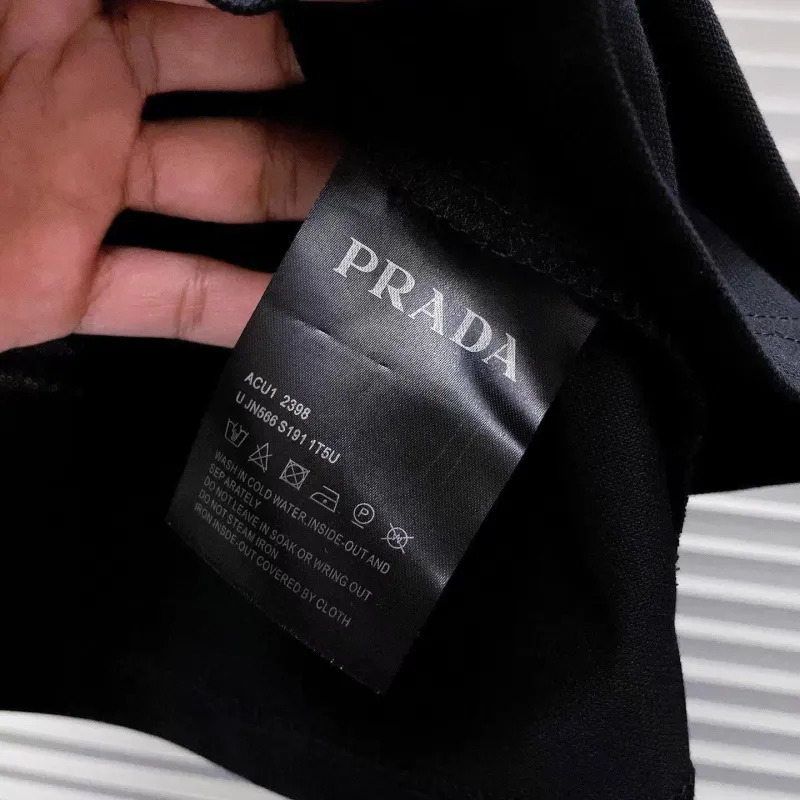 PRADA
ACU1 2398
U JN566 S191 1T5U
P
WASH IN COLD WATER, INSIDE-OUT AND
SEPARATELY
DO NOT LEAVE IN SOAK OR WRING OUT
DO NOT STEAM IRON
IRON INSIDE-OUT COVERED BY CLOTH